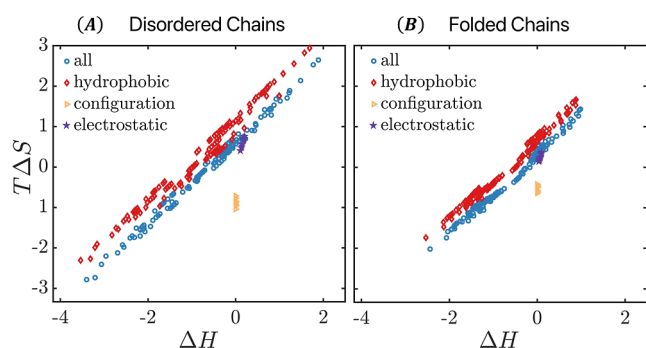 (A) Disordered Chains
(B) Folded Chains
3
2
1
0
-1
-2
-3
TΔS
all
hydrophobic
configuration
electrostatic
all
hydrophobic
configuration
electrostatic
-4 -2 0 2
-4 -2 0 2
ΔH
ΔH